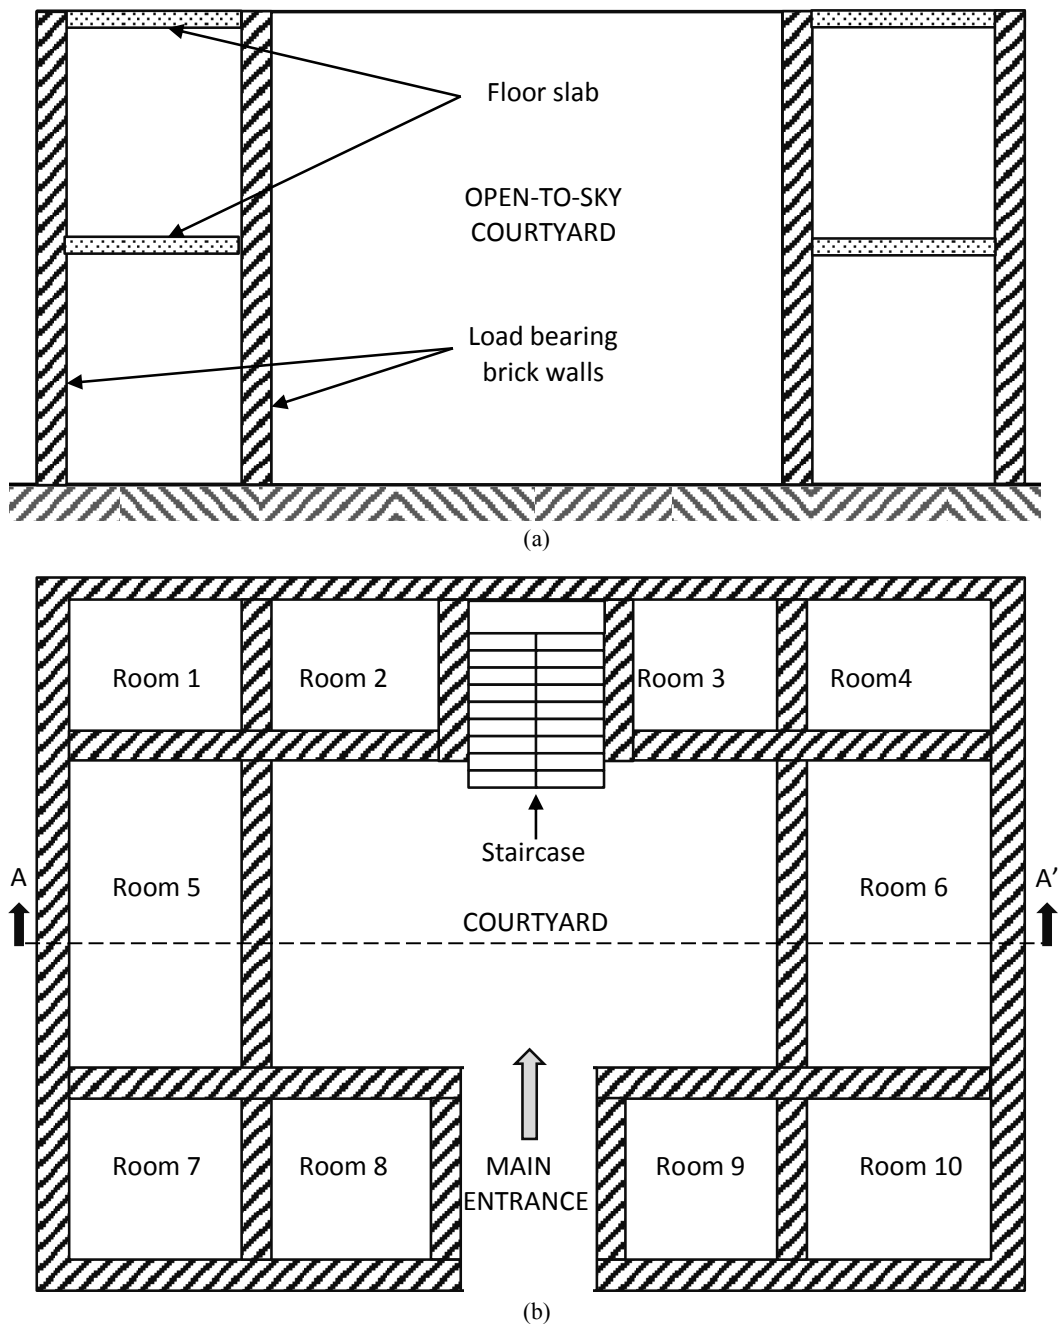 Floor slab
OPEN-TO-SKY
COURTYARD
Load bearing
brick walls
(a)
Room 1
Room 2
Room 3
Room4
Staircase
A
Room 5
Room 6
A’
COURTYARD
Room 7
Room 8
MAIN
ENTRANCE
Room 9
Room 10
(b)